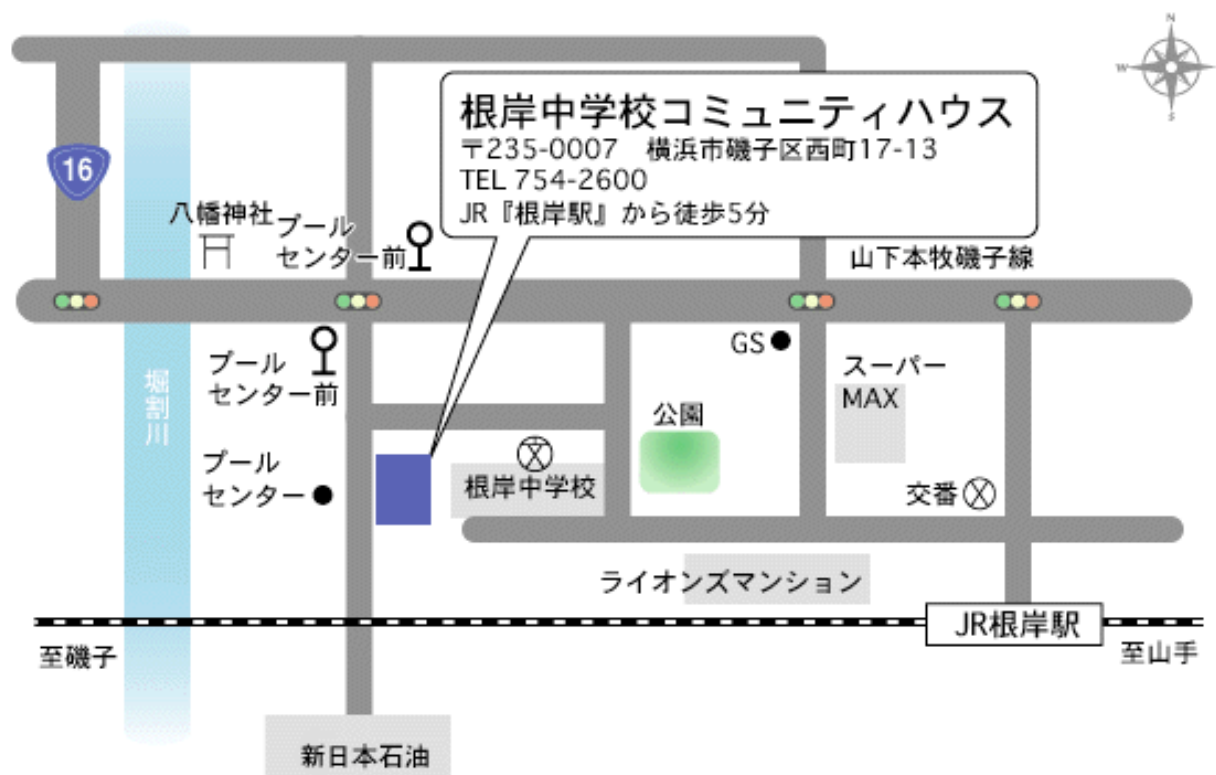 N
W
S
根岸中学校コミュニティハウス
〒235-0007 横浜市磯子区西町17-13
TEL 754-2600
JR『根岸駅』から徒歩5分
16
八幡神社
プール
センター前
山下本牧磯子線
プール
センター前
GS
スーパー
MAX
堀割川
公園
プール
センター
根岸中学校
交番
ライオンズマンション
JR根岸駅
至磯子
至山手
新日本石油